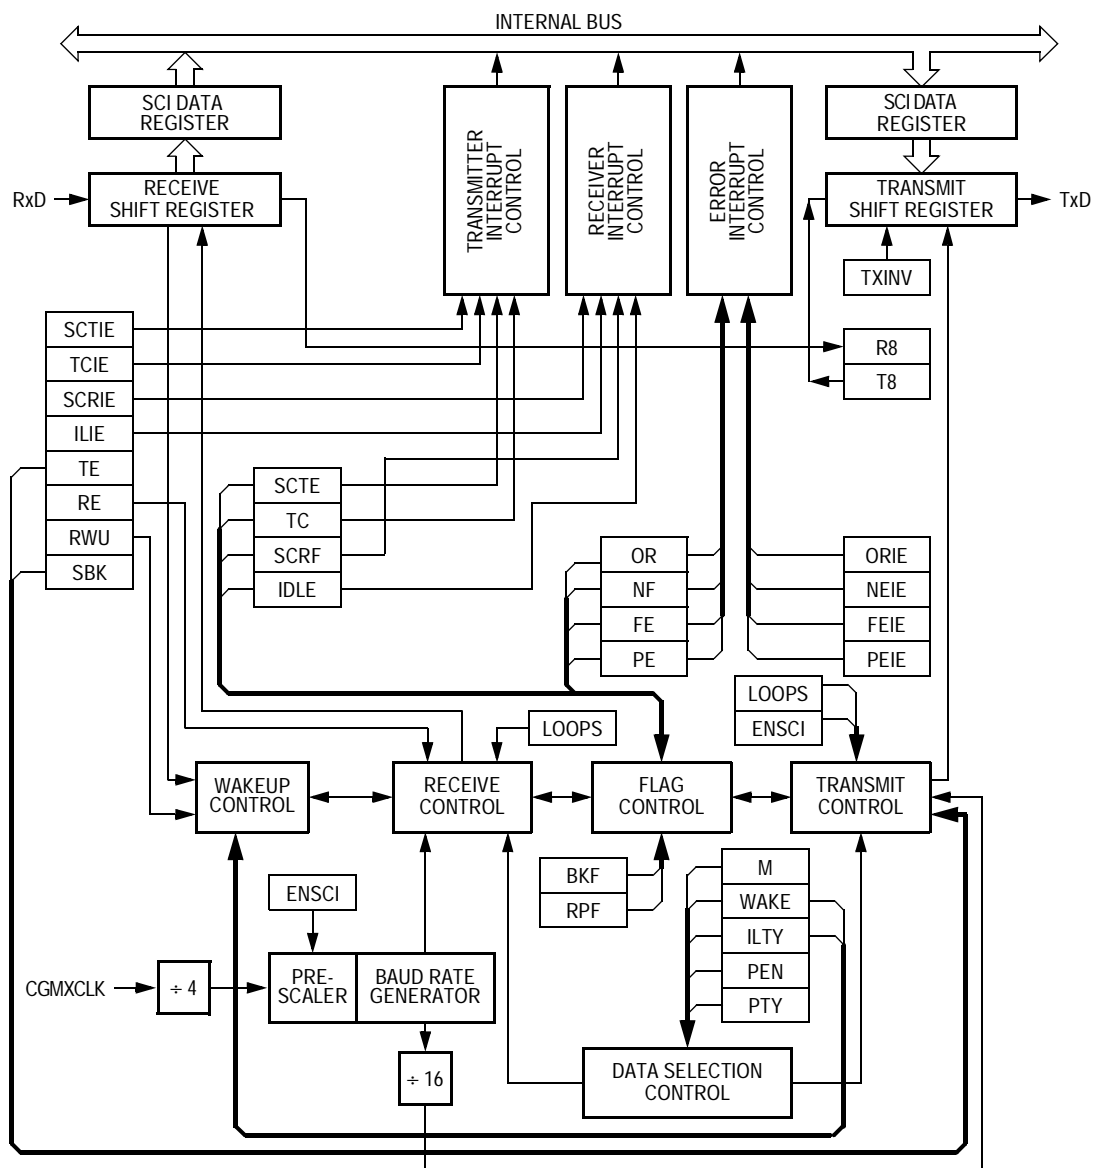 INTERNAL BUS
SCI DATA
REGISTER
SCI DATA
REGISTER
TRANSMITTER
INTERRUPT
CONTROL
RECEIVER
INTERRUPT
CONTROL
ERROR
INTERRUPT
CONTROL
RxD
RECEIVE
SHIFT REGISTER
TRANSMIT
SHIFT REGISTER
TxD
TXINV
SCTIE
TCIE
SCRIE
ILIE
TE
RE
RWU
SBK
R8
T8
SCTE
TC
SCRF
IDLE
OR
NF
FE
PE
ORIE
NEIE
FEIE
PEIE
LOOPS
ENSCI
LOOPS
WAKEUP
CONTROL
RECEIVE
CONTROL
FLAG
CONTROL
TRANSMIT
CONTROL
BKF
RPF
M
WAKE
ILTY
PEN
PTY
ENSCI
CGMXCLK
÷ 4
PRE-
SCALER
BAUD RATE
GENERATOR
÷ 16
DATA SELECTION
CONTROL